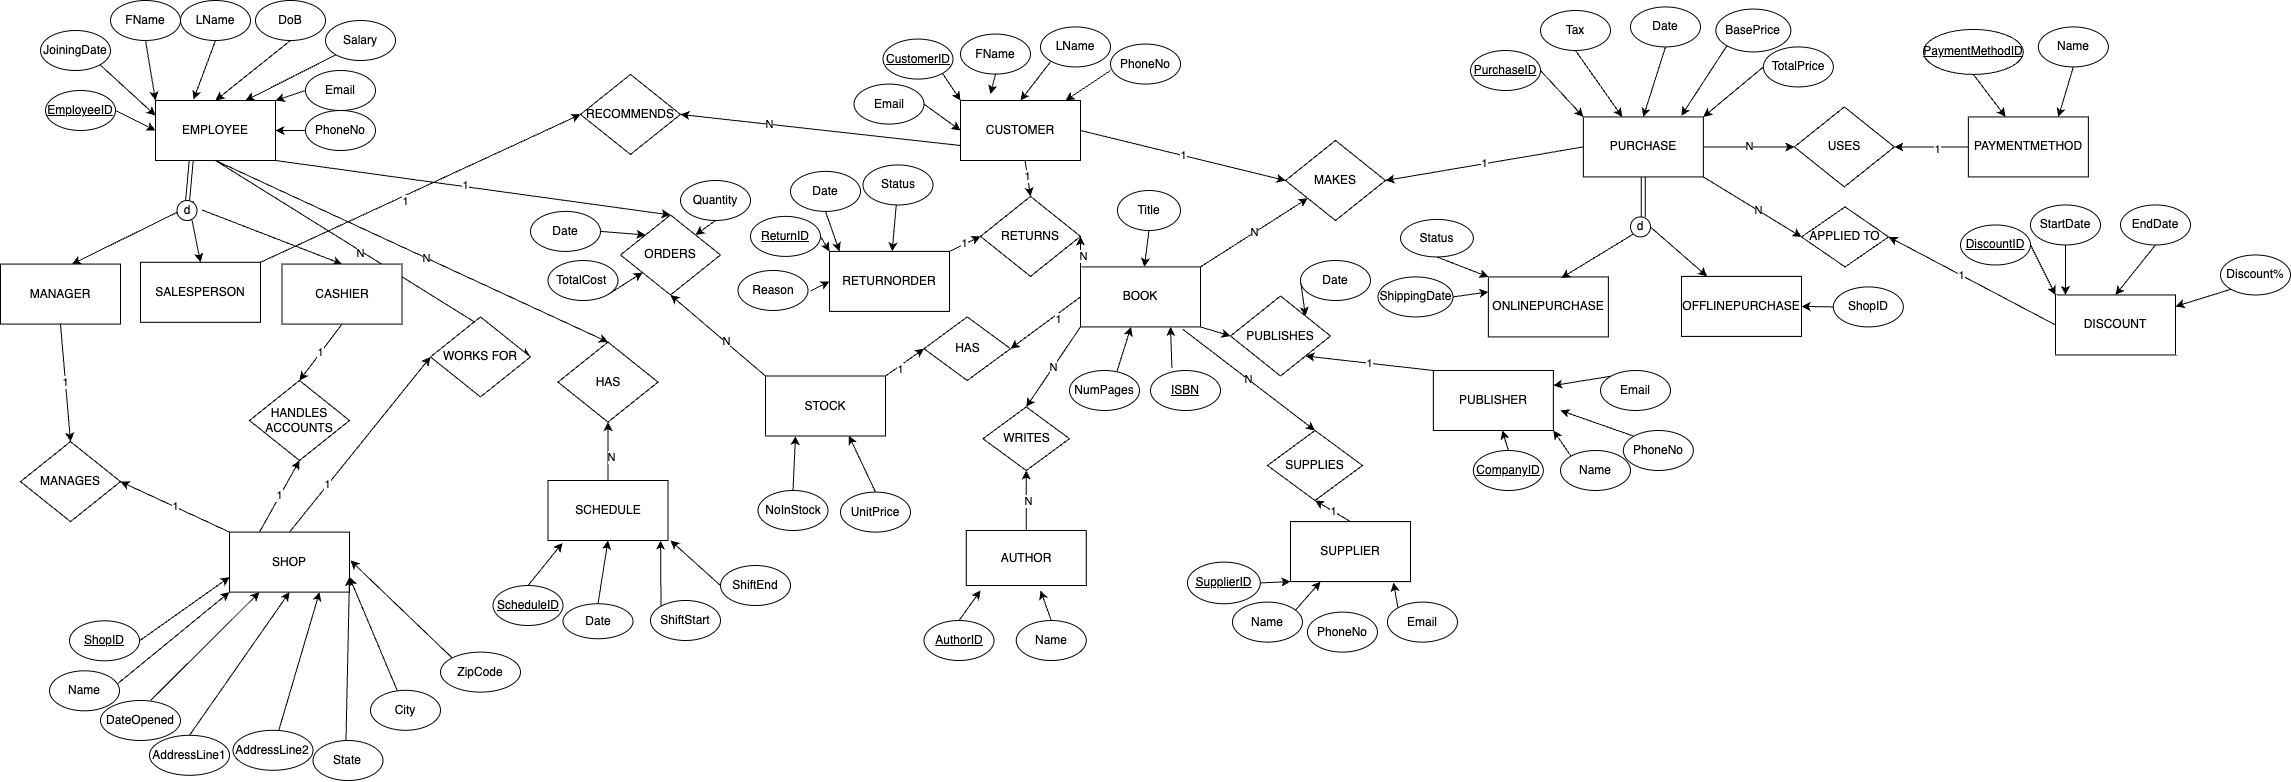 FName
LName
DoB
JoiningDate
Salary
Email
EmployeeID
EMPLOYEE
PhoneNo
d
MANAGER
SALESPERSON
CASHIER
RECOMMENDS
N
1
1
N
N
WORKS FOR
1
HANDLES
ACCOUNTS
1
1
MANAGES
1
1
SHOP
ShopID
Name
DateOpened
AddressLine1
AddressLine2
State
City
ZipCode
HAS
N
SCHEDULE
ScheduleID
Date
ShiftStart
ShiftEnd
Date
Quantity
ORDERS
TotalCost
N
STOCK
NoInStock
UnitPrice
1
HAS
1
CustomerID
FName
LName
PhoneNo
Email
CUSTOMER
1
1
Date
Status
ReturnID
Reason
RETURNORDER
1
RETURNS
N
Title
BOOK
NumPages
ISBN
N
WRITES
N
AUTHOR
AuthorID
Name
N
MAKES
1
Date
PUBLISHES
1
PUBLISHER
Email
PhoneNo
CompanyID
Name
N
SUPPLIES
1
SUPPLIER
SupplierID
Name
PhoneNo
Email
Tax
Date
BasePrice
PurchaseID
TotalPrice
PURCHASE
N
USES
1
PaymentMethodID
Name
PAYMENTMETHOD
d
Status
ShippingDate
ONLINEPURCHASE
OFFLINEPURCHASE
ShopID
N
APPLIED TO
1
DiscountID
StartDate
EndDate
Discount%
DISCOUNT